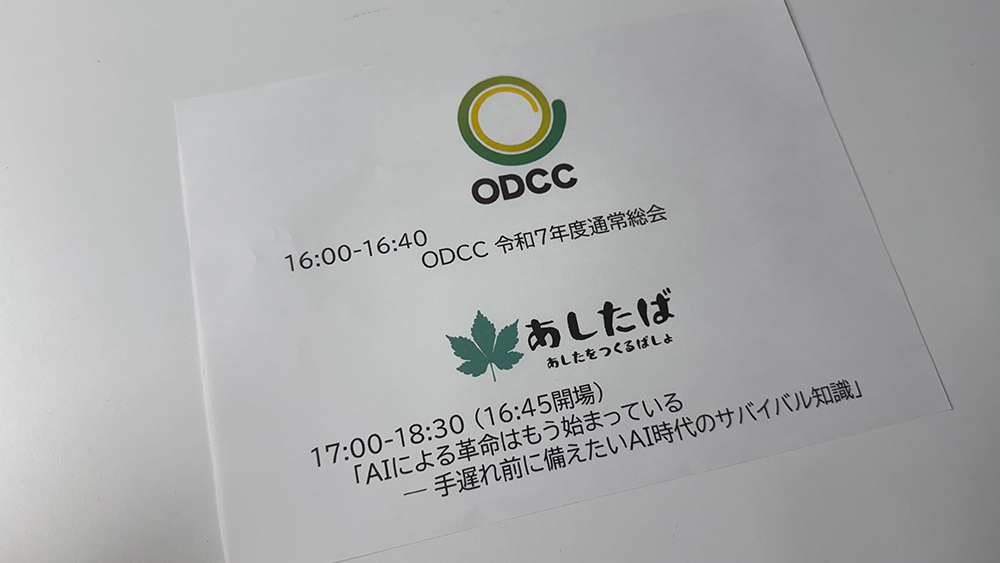 ODCC
16:00-16:40
ODCC 令和7年度通常総会
あしたば
あしたをつくるばしょ
17:00-18:30（16:45開場）
「AIによる革命はもう始まっている
― 手遅れ前に備えたいAI時代のサバイバル知識」